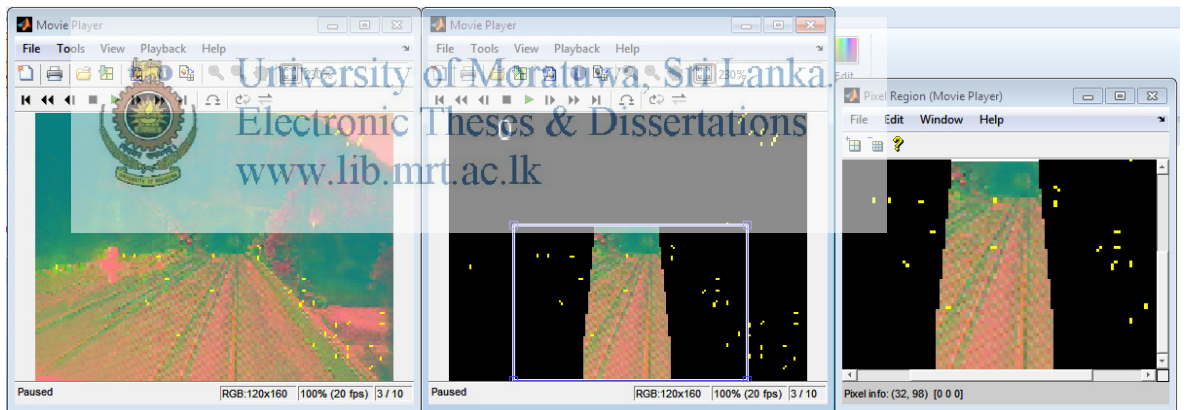 Movie Player
File Tools View Playback Help
230%
Paused
RGB:120x160 100% (20 fps) 3 / 10
Movie Player
File Tools View Playback Help
230%
Paused
RGB:120x160 100% (20 fps) 3 / 10
Edit
Pixel Region (Movie Player)
File Edit Window Help
Pixel info: (32, 98) [0 0 0]
University of Moratuwa, Sri Lanka.
Electronic Theses & Dissertations
www.lib.mrt.ac.lk